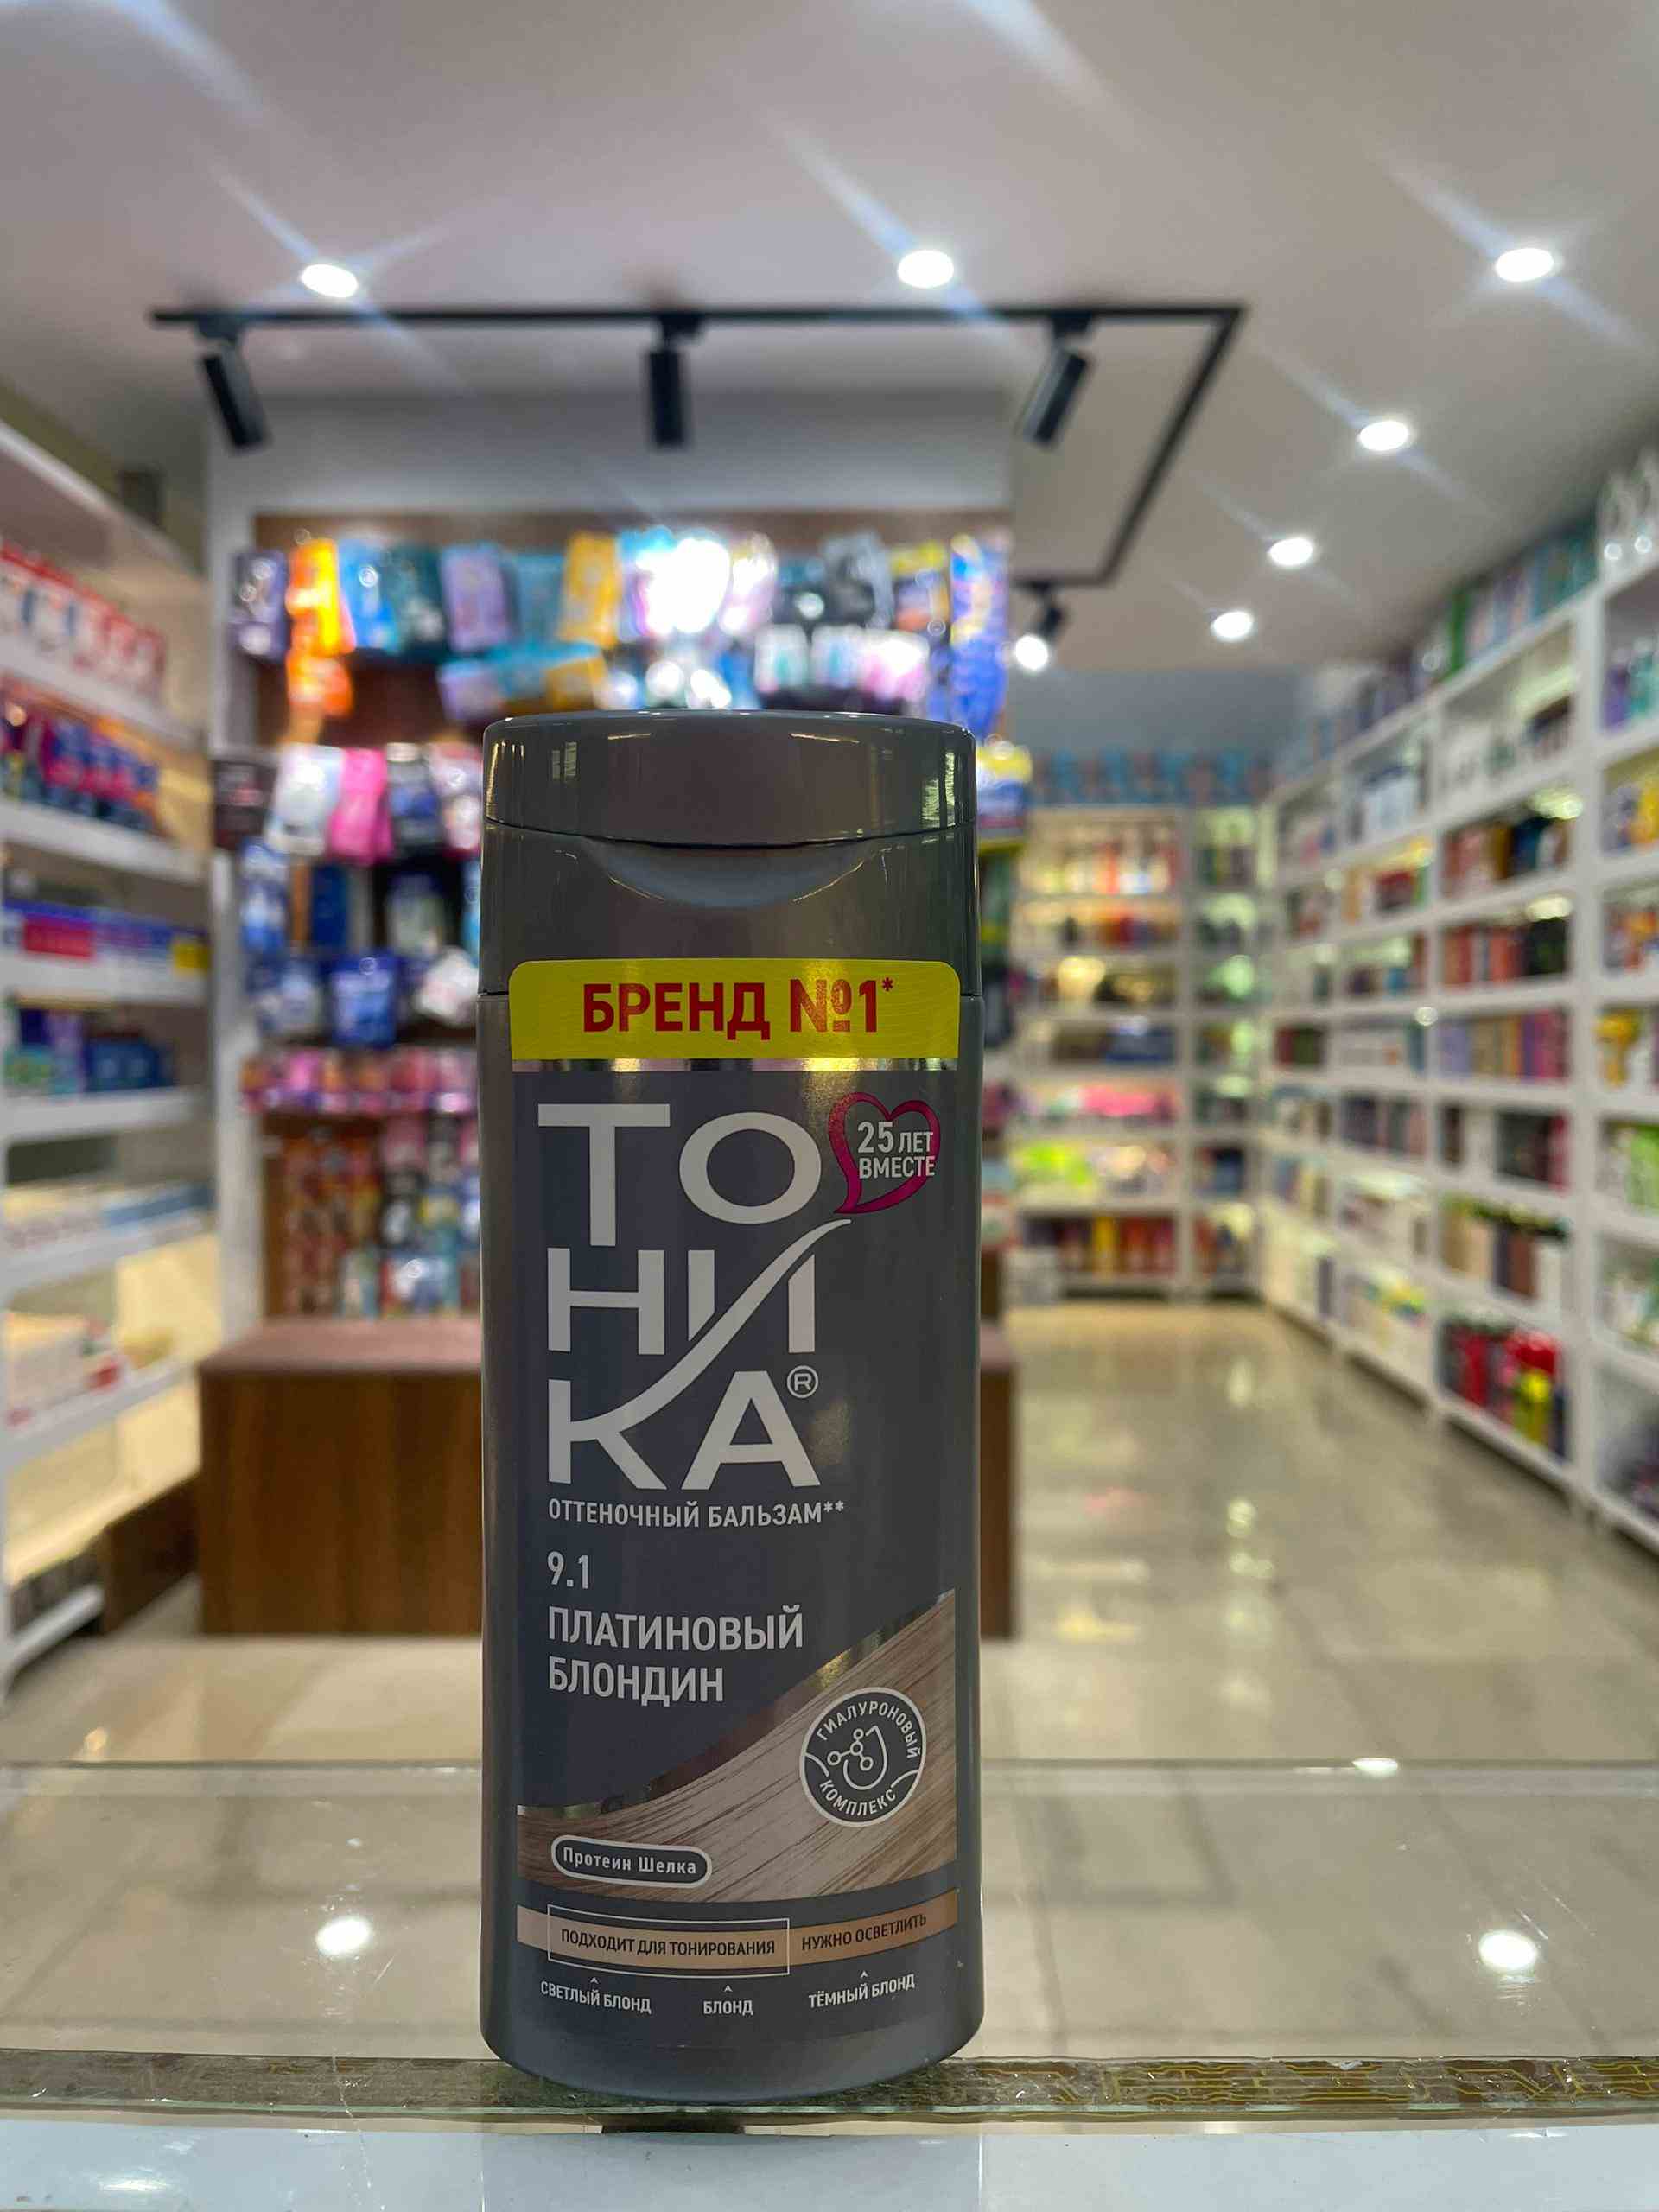 БРЕНД №1*
25 ЛЕТ
ВМЕСТЕ
ТО
НИ
КА®
ОТТЕНОЧНЫЙ БАЛЬЗАМ**
9.1
ПЛАТИНОВЫЙ
БЛОНДИН
ГИАЛУРОНОВЫЙ
КОМПЛЕКС
Протеин Шелка
ПОДХОДИТ ДЛЯ ТОНИРОВАНИЯ НУЖНО ОСВЕТЛИТЬ
СВЕТЛЫЙ БЛОНД БЛОНД ТЁМНЫЙ БЛОНД